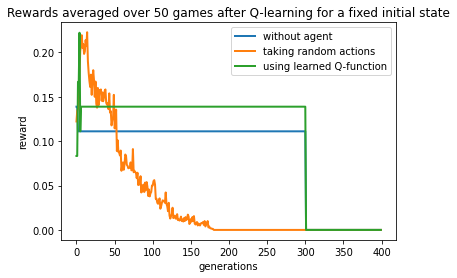 Rewards averaged over 50 games after Q-learning for a fixed initial state
without agent
taking random actions
using learned Q-function
reward
0.20
0.15
0.10
0.05
0.00
0 50 100 150 200 250 300 350 400
generations